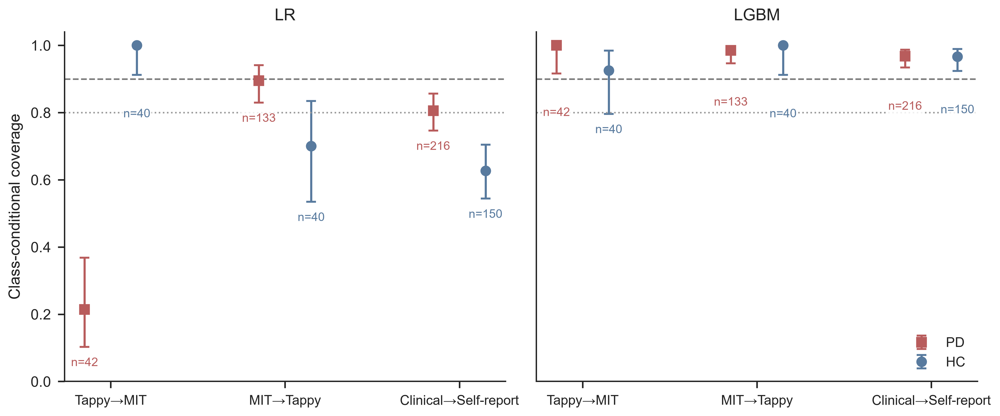 LR
LGBM
Class-conditional coverage
1.0
0.8
0.6
0.4
0.2
0.0
n=42
n=40
n=133
n=40
n=216
n=150
Tappy→MIT
MIT→Tappy
Clinical→Self-report
n=42
n=40
n=133
n=40
n=216
n=150
PD
HC
Tappy→MIT
MIT→Tappy
Clinical→Self-report